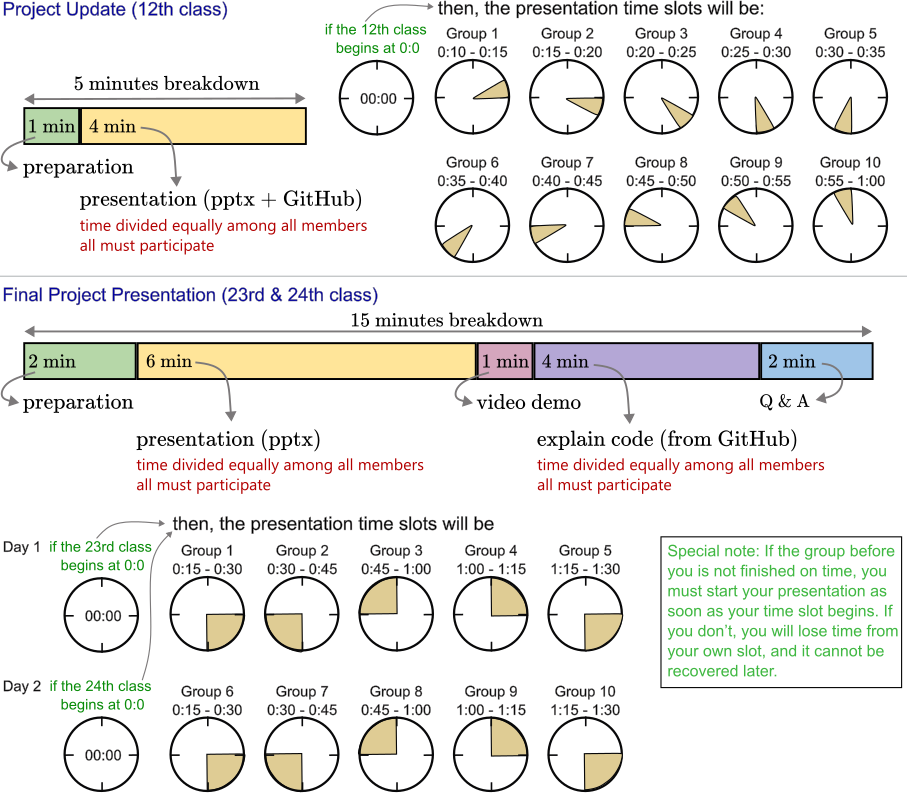 Project Update (12th class)
if the 12th class
begins at 0:0
00:00
then, the presentation time slots will be:
Group 1
0:10 - 0:15
Group 2
0:15 - 0:20
Group 3
0:20 - 0:25
Group 4
0:25 - 0:30
Group 5
0:30 - 0:35
Group 6
0:35 - 0:40
Group 7
0:40 - 0:45
Group 8
0:45 - 0:50
Group 9
0:50 - 0:55
Group 10
0:55 - 1:00
5 minutes breakdown
1 min
4 min
preparation
presentation (pptx + GitHub)
time divided equally among all members
all must participate
Final Project Presentation (23rd & 24th class)
15 minutes breakdown
2 min
6 min
1 min
4 min
2 min
preparation
video demo
Q & A
presentation (pptx)
time divided equally among all members
all must participate
explain code (from GitHub)
time divided equally among all members
all must participate
then, the presentation time slots will be
Day 1
if the 23rd class
begins at 0:0
00:00
Group 1
0:15 - 0:30
Group 2
0:30 - 0:45
Group 3
0:45 - 1:00
Group 4
1:00 - 1:15
Group 5
1:15 - 1:30
Day 2
if the 24th class
begins at 0:0
00:00
Group 6
0:15 - 0:30
Group 7
0:30 - 0:45
Group 8
0:45 - 1:00
Group 9
1:00 - 1:15
Group 10
1:15 - 1:30
Special note: If the group before
you is not finished on time, you
must start your presentation as
soon as your time slot begins. If
you don't, you will lose time from
your own slot, and it cannot be
recovered later.